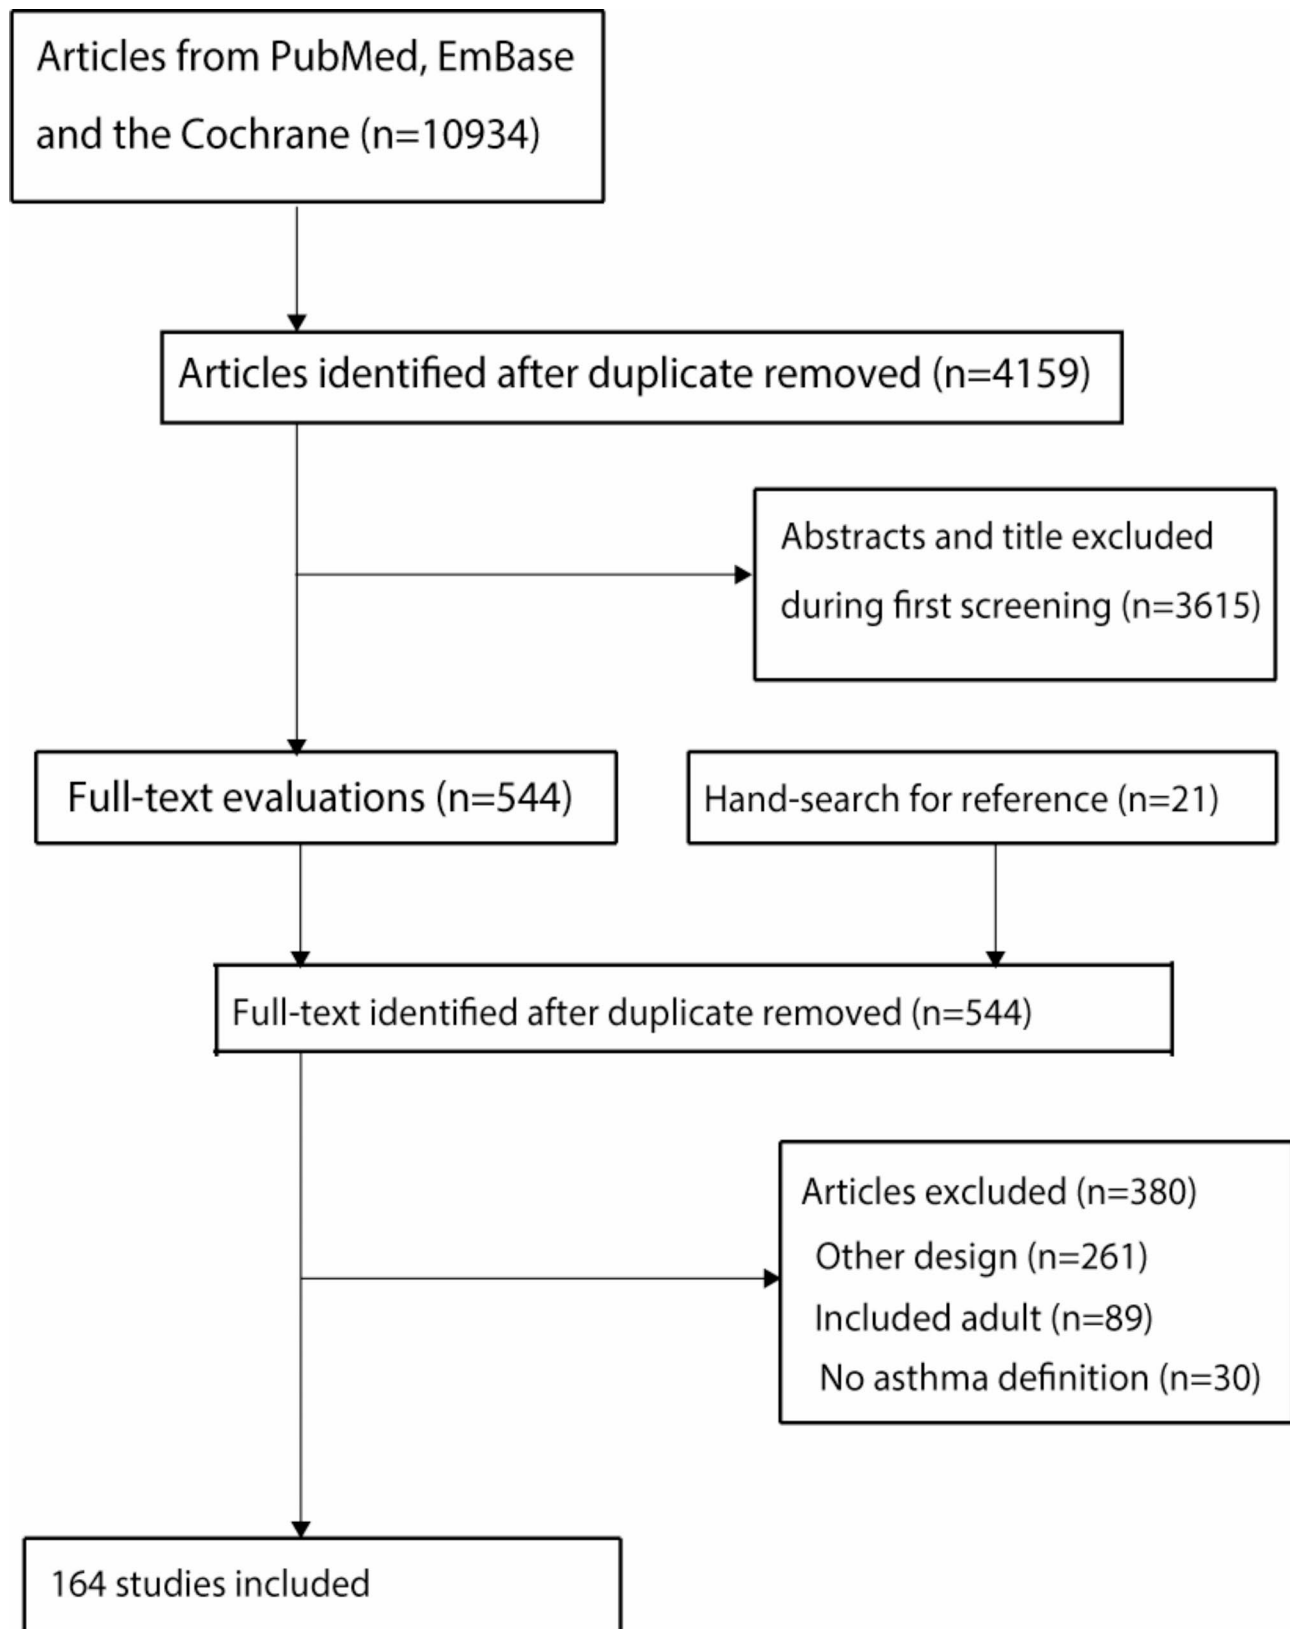 Articles from PubMed, EmBase
and the Cochrane (n=10934)
Articles identified after duplicate removed (n=4159)
Abstracts and title excluded
during first screening (n=3615)
Full-text evaluations (n=544)
Hand-search for reference (n=21)
Full-text identified after duplicate removed (n=544)
Articles excluded (n=380)
Other design (n=261)
Included adult (n=89)
No asthma definition (n=30)
164 studies included